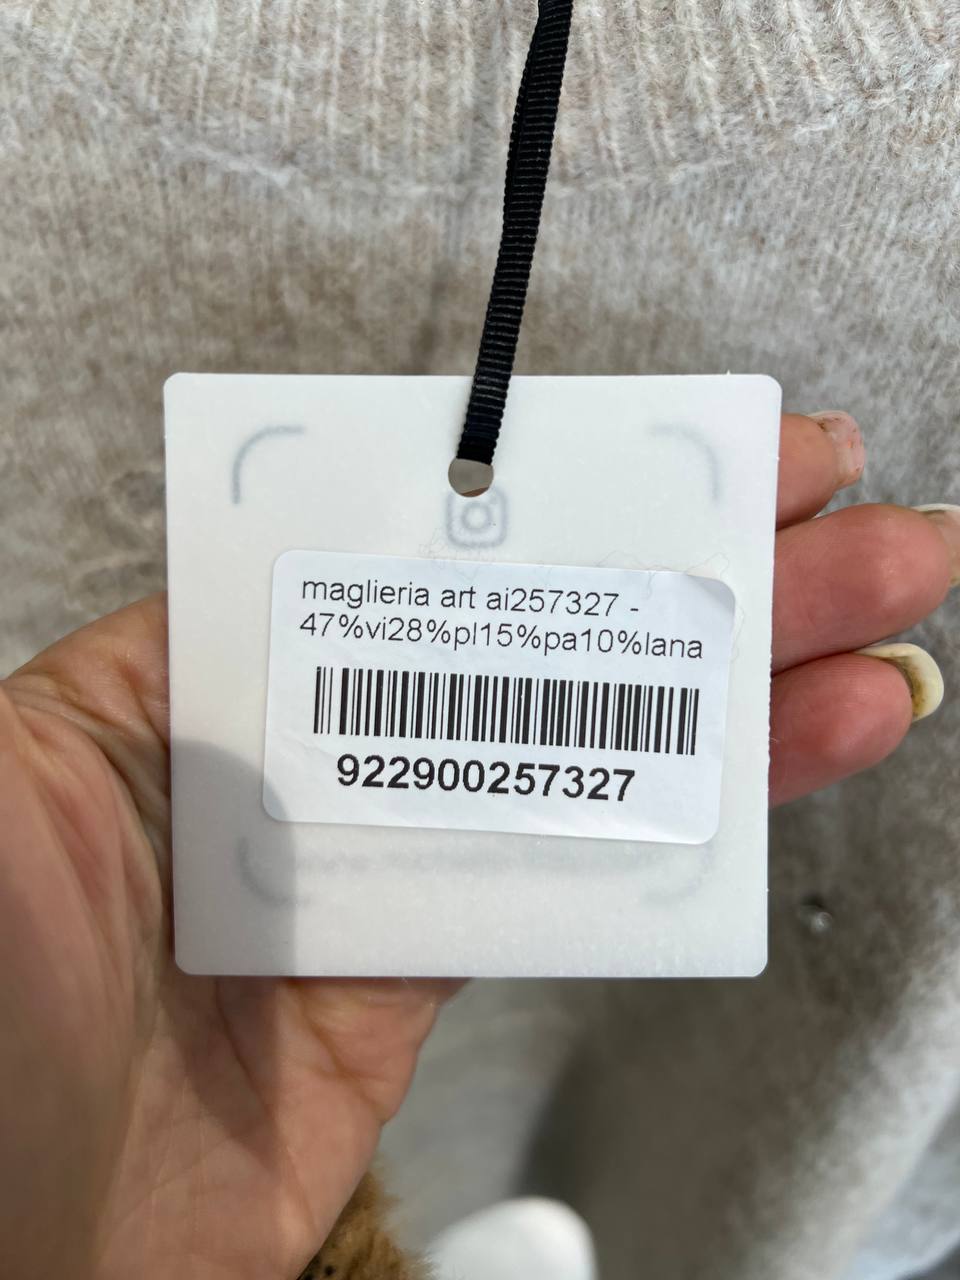 maglieria art ai257327 -
47%vi28%pl15%pa10%lana
922900257327